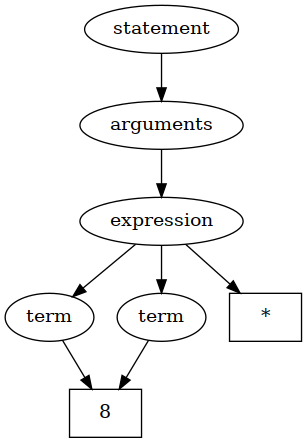 statement
arguments
expression
term
term
*
8